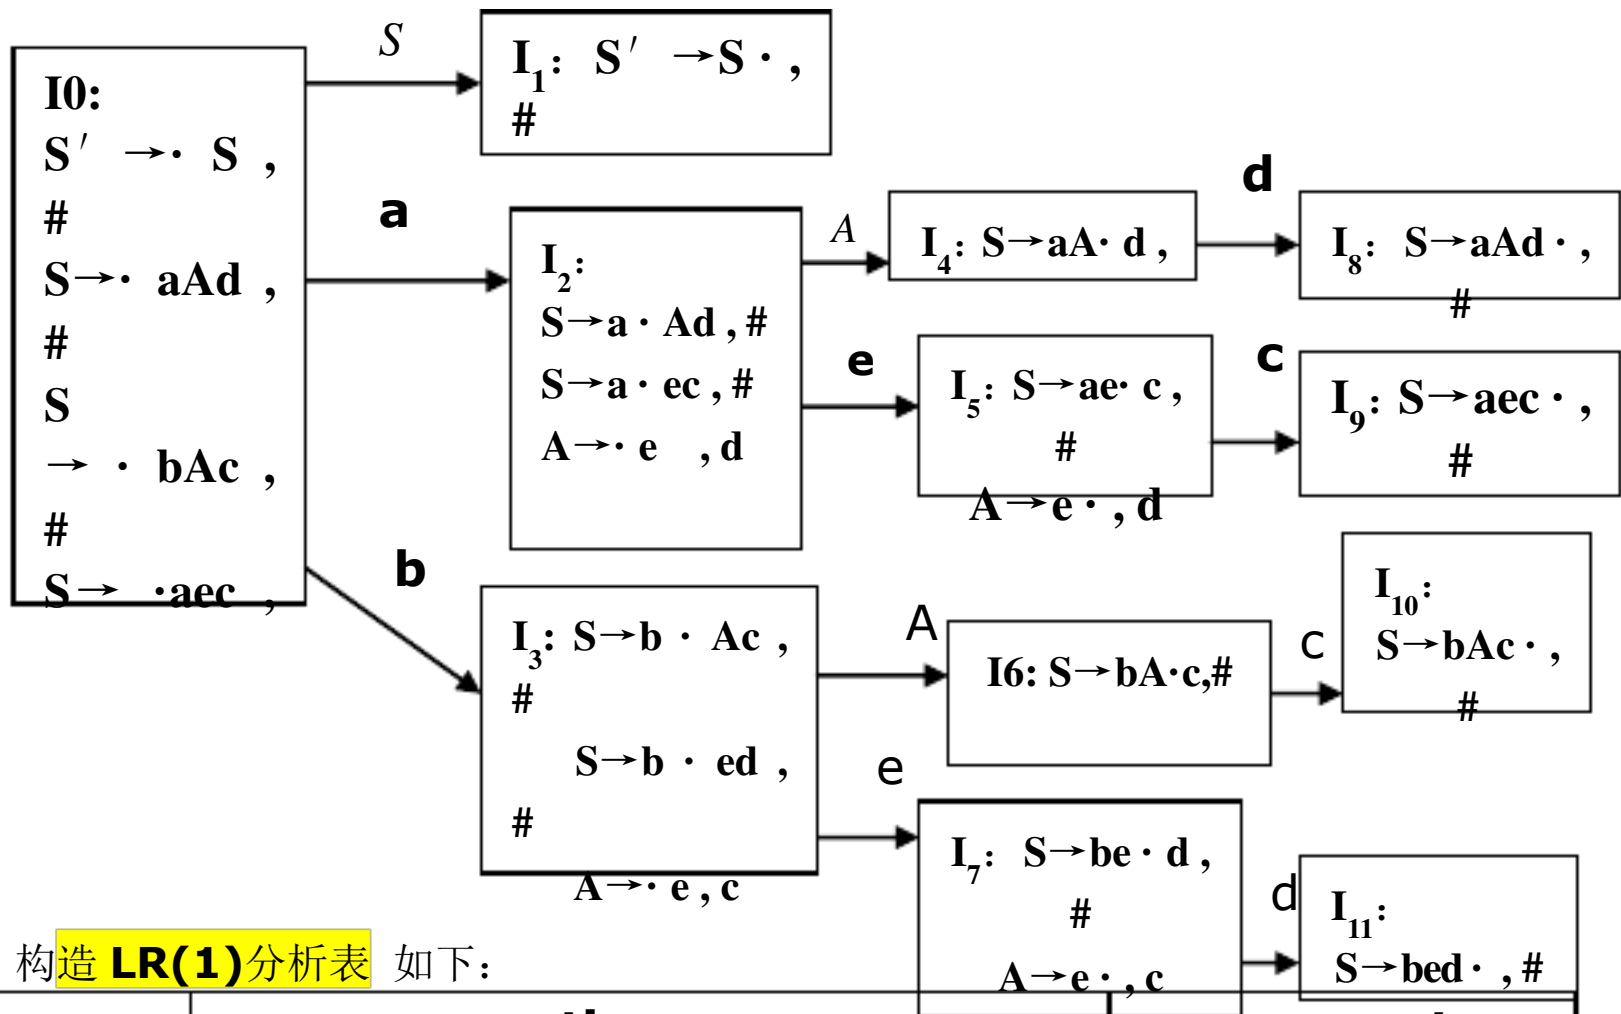 I0:
S′ →· S ,
#
S→· aAd ,
#
S
→ · bAc ,
#
S→ ·aec ,
S
I1: S′ →S · ,
#
a
I2:
S→a · Ad , #
S→a · ec , #
A→· e , d
A
I4: S→aA· d ,
d
I8: S→aAd · ,
#
e
I5: S→ae· c ,
#
A→e · , d
c
I9: S→aec · ,
#
b
I3: S→b · Ac ,
#
S→b · ed ,
#
A→· e , c
A
I6: S→bA·c,#
c
I10:
S→bAc · ,
#
e
I7: S→be · d ,
#
A→e · , c
d
I11:
S→bed · , #
构造 LR(1)分析表 如下：